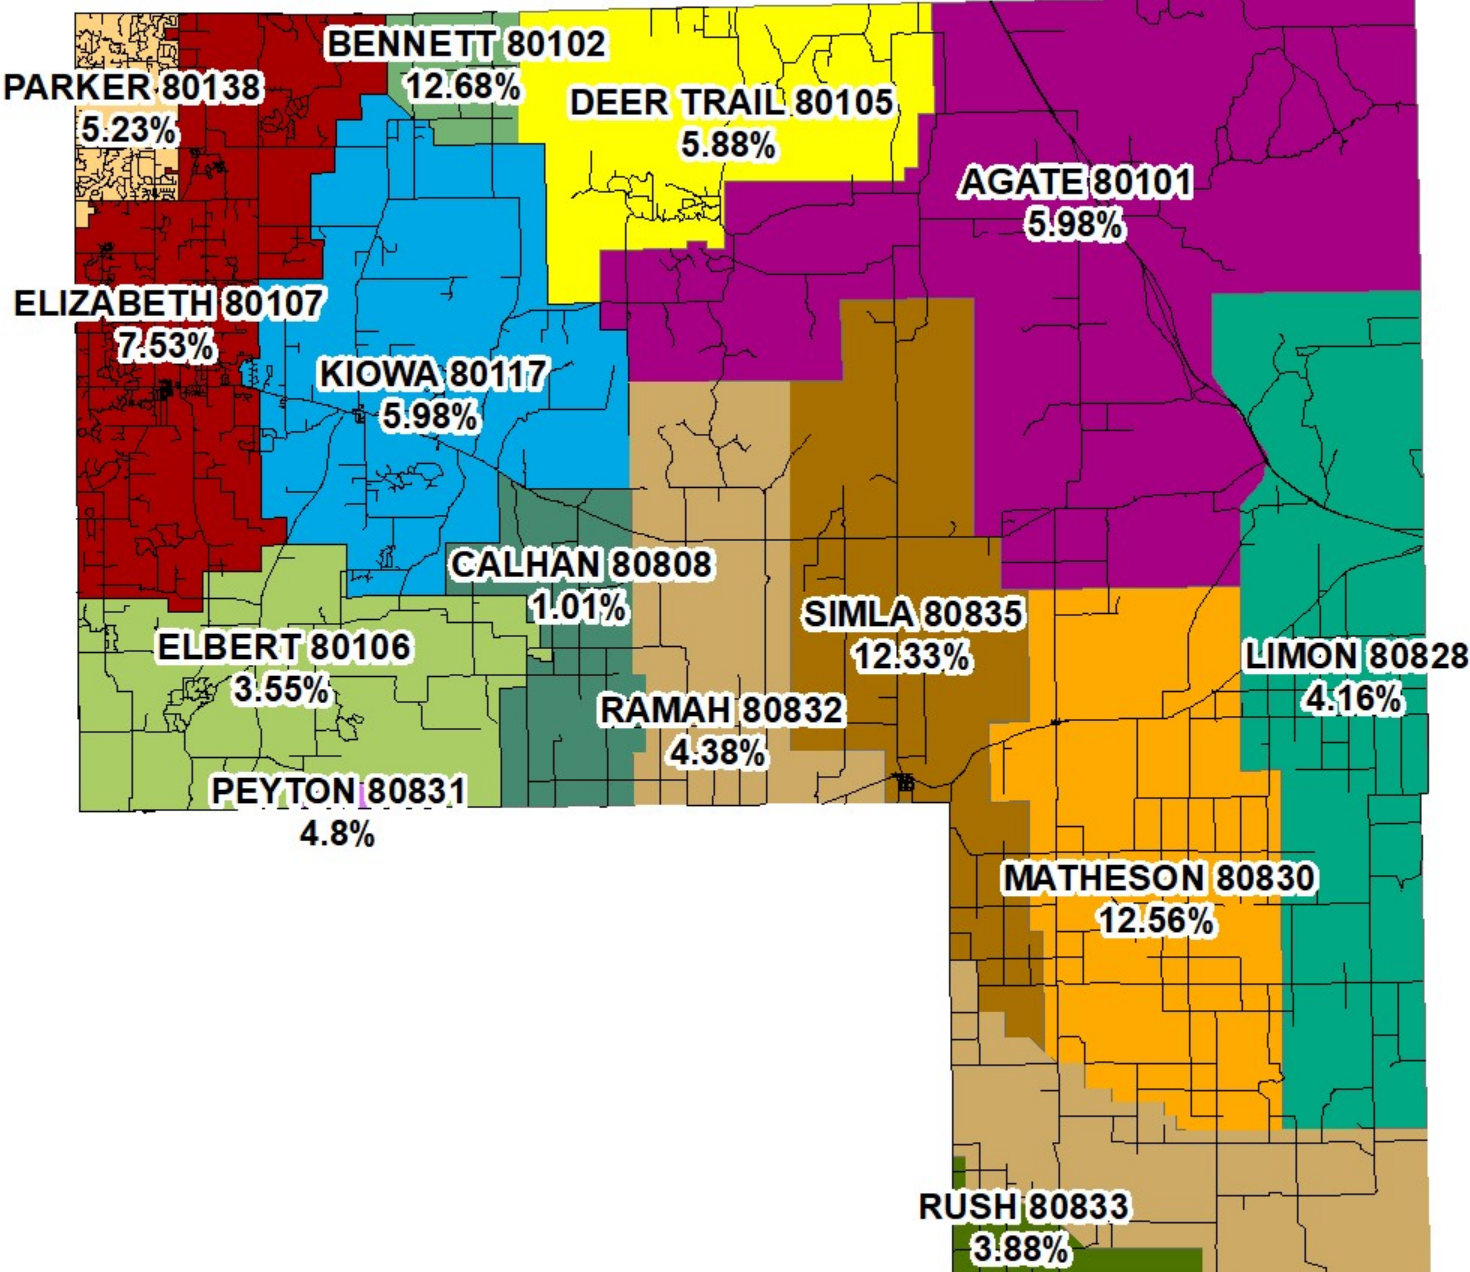 BENNETT 80102
12.68%
PARKER 80138
5.23%
DEER TRAIL 80105
5.88%
AGATE 80101
5.98%
ELIZABETH 80107
7.53%
KIOWA 80117
5.98%
CALHAN 80808
1.01%
SIMLA 80835
12.33%
ELBERT 80106
3.55%
LIMON 80828
4.16%
RAMAH 80832
4.38%
PEYTON 80831
4.8%
MATHESON 80830
12.56%
RUSH 80833
3.88%